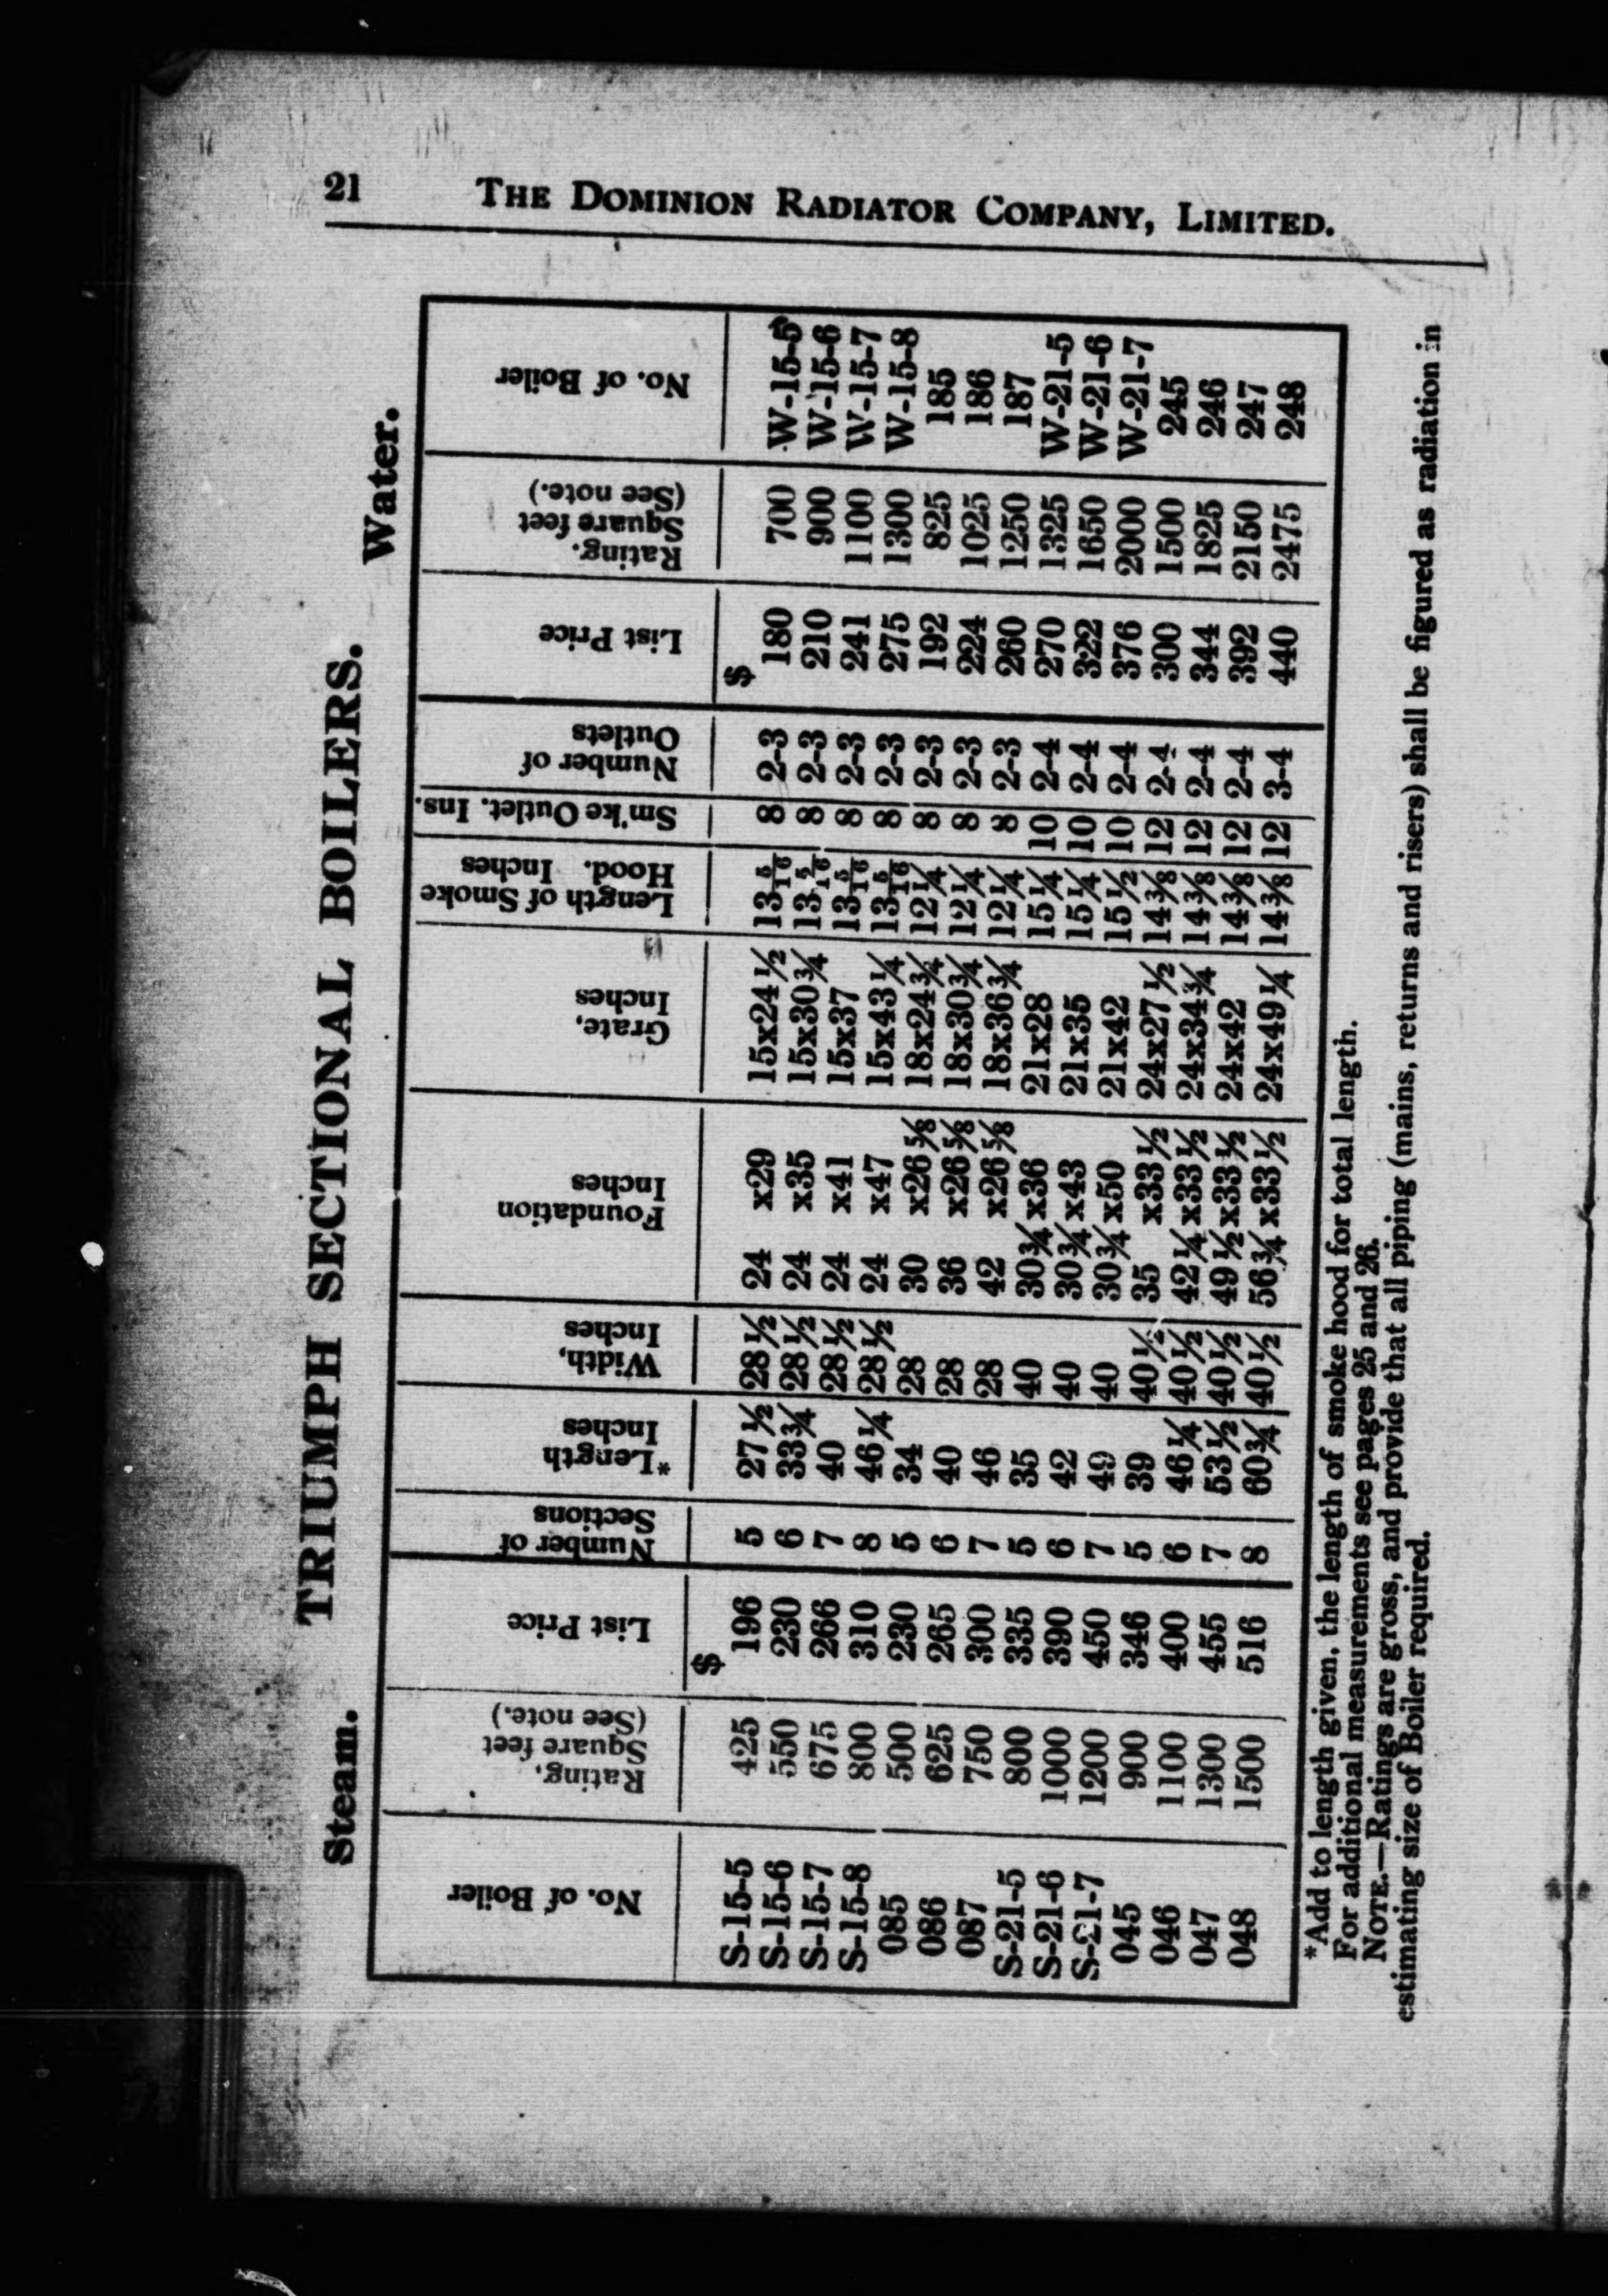 21 THE DOMINION RADIATOR COMPANY, LIMITED.
TRIUMPH SECTIONAL BOILERS.
Steam. Water.
No. of Boiler | Rating. Square feet (See note.) | List Price | Number of Sections | *Length Inches | Width, Inches | Foundation Inches | Grate, Inches | Length of Smoke Hood. Inches | Sm'ke Outlet. Ins. | Number of Outlets | List Price | Rating. Square feet (See note.) | No. of Boiler
S-15-5 | 425 | $ 196 | 5 | 27½ | 28½ | 24 x29 | 15x24½ | 13 5/16 | 8 | 2-3 | $ 180 | 700 | W-15-5
S-15-6 | 550 | 230 | 6 | 33¾ | 28½ | 24 x35 | 15x30¾ | 13 5/16 | 8 | 2-3 | 210 | 900 | W-15-6
S-15-7 | 675 | 266 | 7 | 40 | 28½ | 24 x41 | 15x37 | 13 5/16 | 8 | 2-3 | 241 | 1100 | W-15-7
S-15-8 | 800 | 310 | 8 | 46¼ | 28½ | 24 x47 | 15x43¼ | 13 5/16 | 8 | 2-3 | 275 | 1300 | W-15-8
085 | 500 | 230 | 5 | 34 | 28 | 30 x26⅝ | 18x24¾ | 12¼ | 8 | 2-3 | 192 | 825 | 185
086 | 625 | 265 | 6 | 40 | 28 | 36 x26⅝ | 18x30¾ | 12¼ | 8 | 2-3 | 224 | 1025 | 186
087 | 750 | 300 | 7 | 46 | 28 | 42 x26⅝ | 18x36¾ | 12¼ | 8 | 2-3 | 260 | 1250 | 187
S-21-5 | 800 | 335 | 5 | 35 | 40 | 30¾x36 | 21x28 | 15¼ | 10 | 2-4 | 270 | 1325 | W-21-5
S-21-6 | 1000 | 390 | 6 | 42 | 40 | 30¾x43 | 21x35 | 15¼ | 10 | 2-4 | 322 | 1650 | W-21-6
S-21-7 | 1200 | 450 | 7 | 49 | 40 | 30¾x50 | 21x42 | 15½ | 10 | 2-4 | 376 | 2000 | W-21-7
045 | 900 | 346 | 5 | 39 | 40½ | 35 x33½ | 24x27½ | 14⅜ | 12 | 2-4 | 300 | 1500 | 245
046 | 1100 | 400 | 6 | 46¼ | 40½ | 42¼x33½ | 24x34¾ | 14⅜ | 12 | 2-4 | 344 | 1825 | 246
047 | 1300 | 455 | 7 | 53½ | 40½ | 49½x33½ | 24x42 | 14⅜ | 12 | 2-4 | 392 | 2150 | 247
048 | 1500 | 516 | 8 | 60¾ | 40½ | 56¾x33½ | 24x49¼ | 14⅜ | 12 | 3-4 | 440 | 2475 | 248
*Add to length given, the length of smoke hood for total length.
For additional measurements see pages 25 and 26.
NOTE.—Ratings are gross, and provide that all piping (mains, returns and risers) shall be figured as radiation in
estimating size of Boiler required.